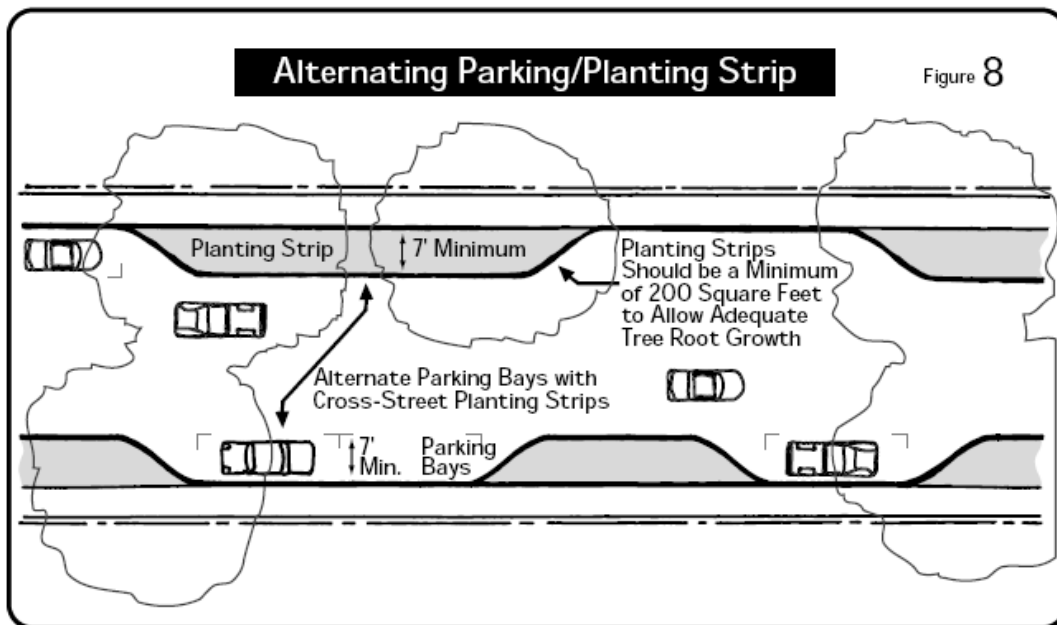 Alternating Parking/Planting Strip
Figure 8
Planting Strip
7' Minimum
Planting Strips
Should be a Minimum
of 200 Square Feet
to Allow Adequate
Tree Root Growth
Alternate Parking Bays with
Cross-Street Planting Strips
7'
Min.
Parking
Bays